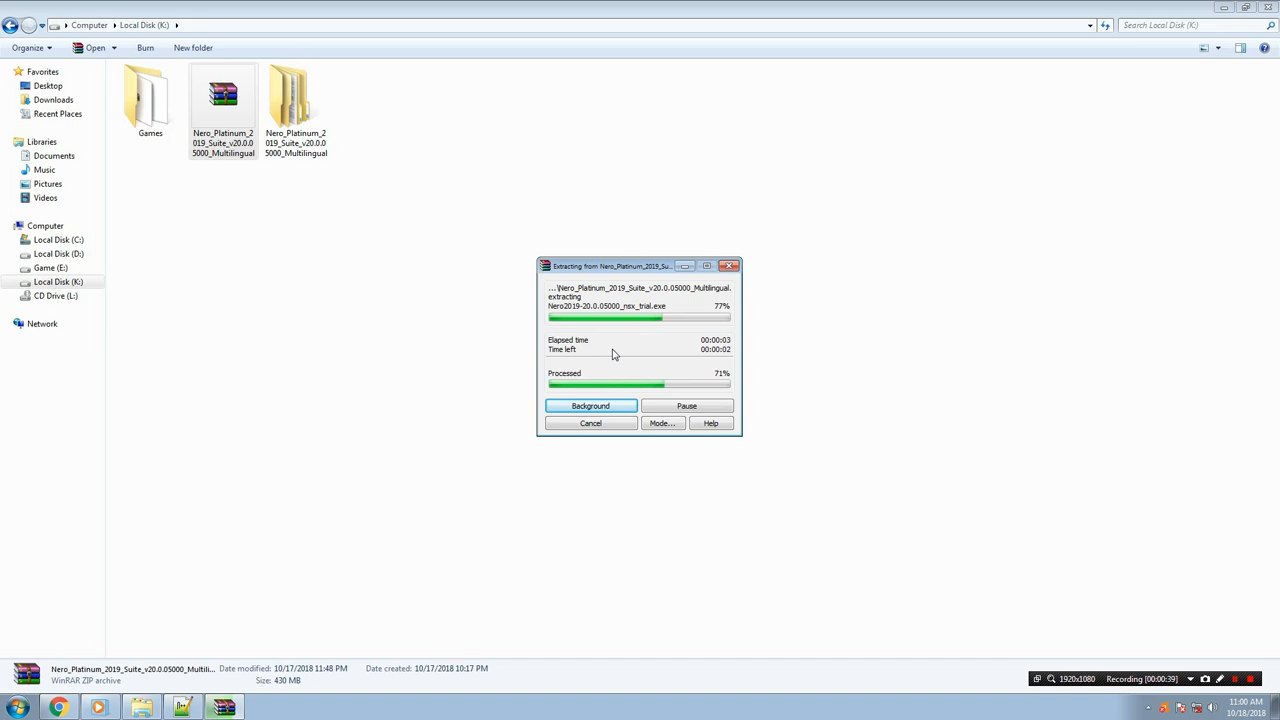 Computer
Local Disk (K:)
Search Local Disk (K:)
Organize
Open
Burn
New folder
Favorites
Desktop
Downloads
Recent Places
Libraries
Documents
Music
Pictures
Videos
Computer
Local Disk (C:)
Local Disk (D:)
Game (E:)
Local Disk (K:)
CD Drive (L:)
Network
Games
Nero_Platinum_2
019_Suite_v20.0.0
5000_Multilingual
Nero_Platinum_2
019_Suite_v20.0.0
5000_Multilingual
Extracting from Nero_Platinum_2019_Su...
...\Nero_Platinum_2019_Suite_v20.0.05000_Multilingual.
extracting
Nero2019-20.0.05000_nsx_trial.exe 77%
Elapsed time 00:00:03
Time left 00:00:02
Processed 71%
Background Pause
Cancel Mode... Help
Nero_Platinum_2019_Suite_v20.0.05000_Multili... Date modified: 10/17/2018 11:48 PM Date created: 10/17/2018 10:17 PM
WinRAR ZIP archive Size: 430 MB
1920x1080 Recording [00:00:39]
11:00 AM
10/18/2018